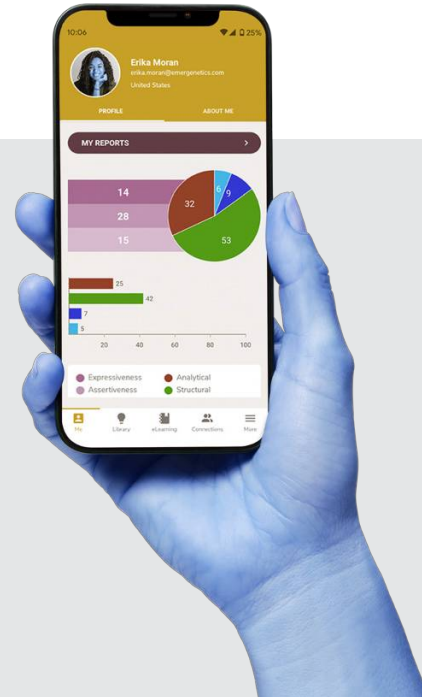 10:06
25%
Erika Moran
erika.moran@emergenetics.com
United States
PROFILE
ABOUT ME
MY REPORTS
14
28
15
32
6
9
53
25
42
7
5
20 40 60 80 100
Expressiveness
Analytical
Assertiveness
Structural
My
Library
eLearning
Connections
More